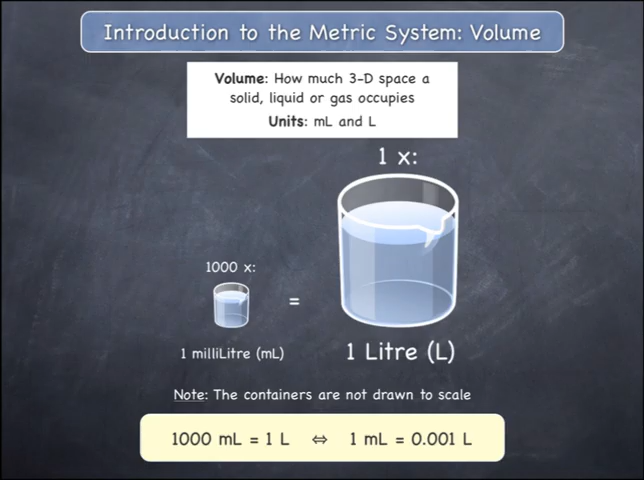 Introduction to the Metric System: Volume
Volume: How much 3-D space a
solid, liquid or gas occupies
Units: mL and L
1 x:
1000 x:
=
1 milliLitre (mL)
1 Litre (L)
Note: The containers are not drawn to scale
1000 mL = 1 L ⇔ 1 mL = 0.001 L